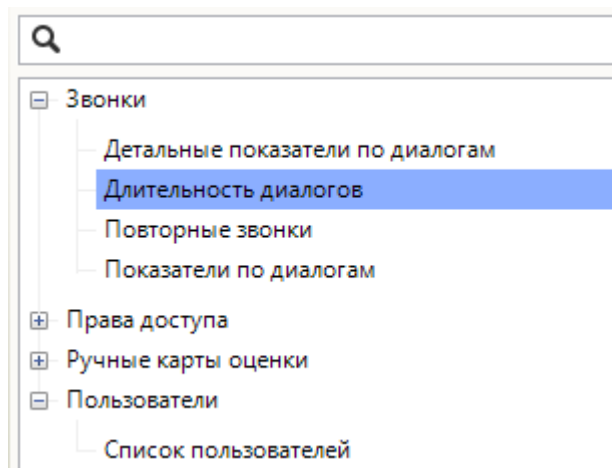 Звонки
Детальные показатели по диалогам
Длительность диалогов
Повторные звонки
Показатели по диалогам
Права доступа
Ручные карты оценки
Пользователи
Список пользователей